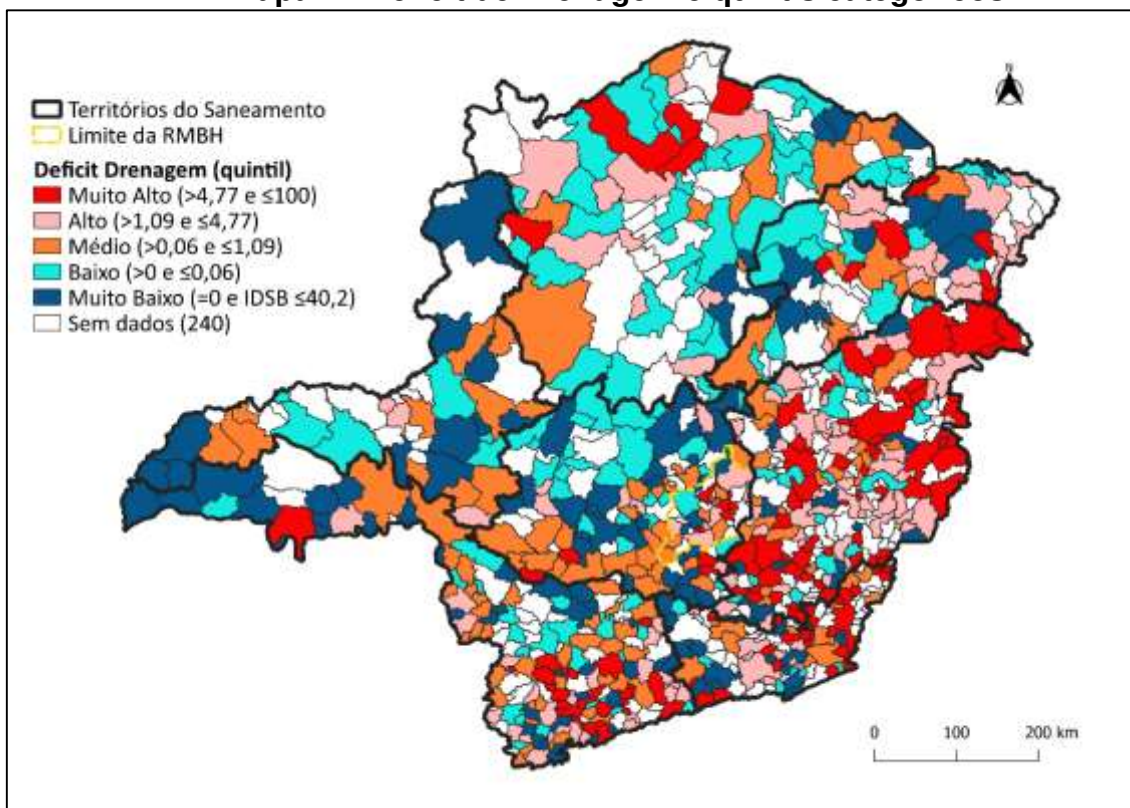 N
Territórios do Saneamento
Limite da RMBH
Deficit Drenagem (quintil)
Muito Alto (>4,77 e ≤100)
Alto (>1,09 e ≤4,77)
Médio (>0,06 e ≤1,09)
Baixo (>0 e ≤0,06)
Muito Baixo (=0 e IDSB ≤40,2)
Sem dados (240)
0 100 200 km